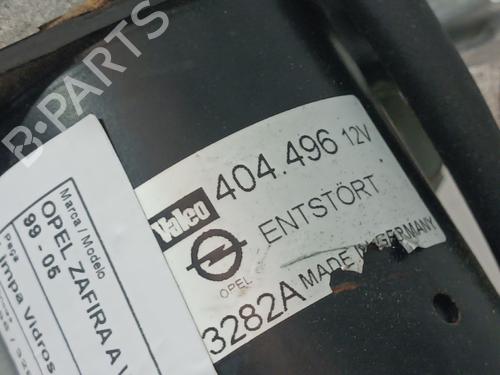 B-PARTS
Valeo 404.496 12V
ENTSTÖRT
OPEL
3282A MADE IN GERMANY
Marca / Modelo
OPEL ZAFIRA A V
99 - 05
Peça
mpa Vidros